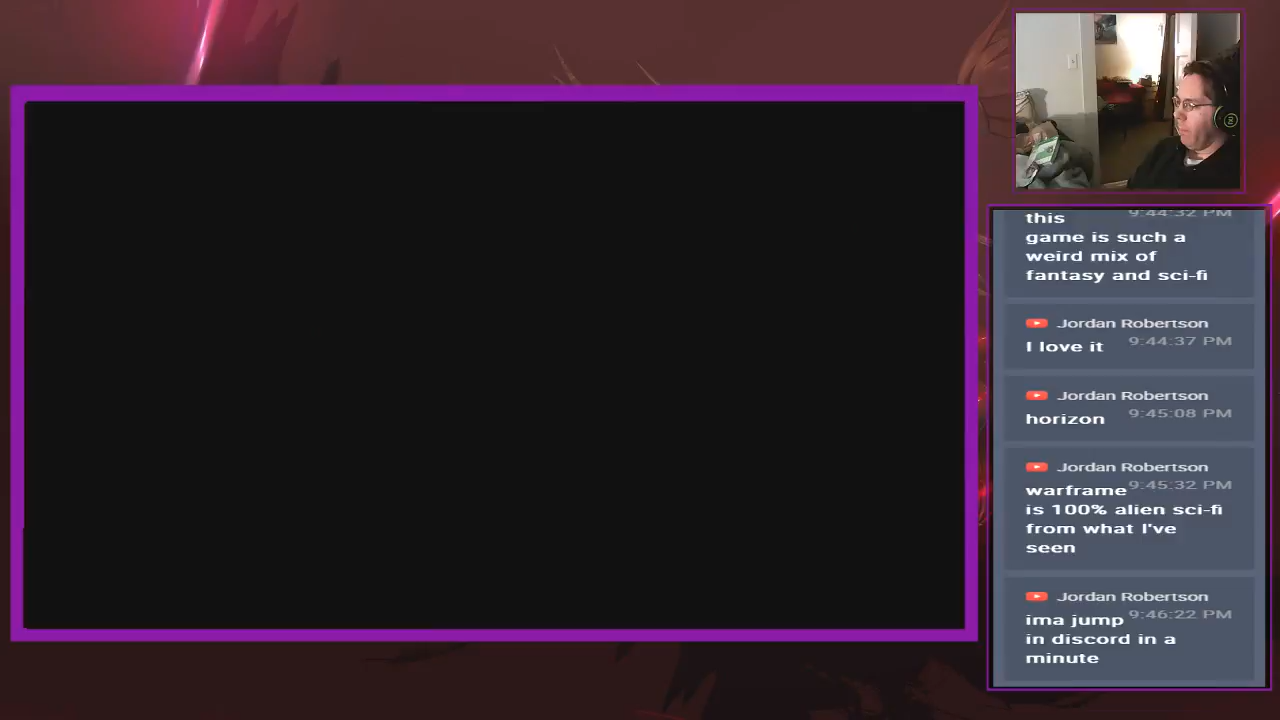 this 9:44:32 PM
game is such a
weird mix of
fantasy and sci-fi
Jordan Robertson
I love it 9:44:37 PM
Jordan Robertson
horizon 9:45:08 PM
Jordan Robertson
warframe 9:45:32 PM
is 100% alien sci-fi
from what I've
seen
Jordan Robertson
ima jump 9:46:22 PM
in discord in a
minute